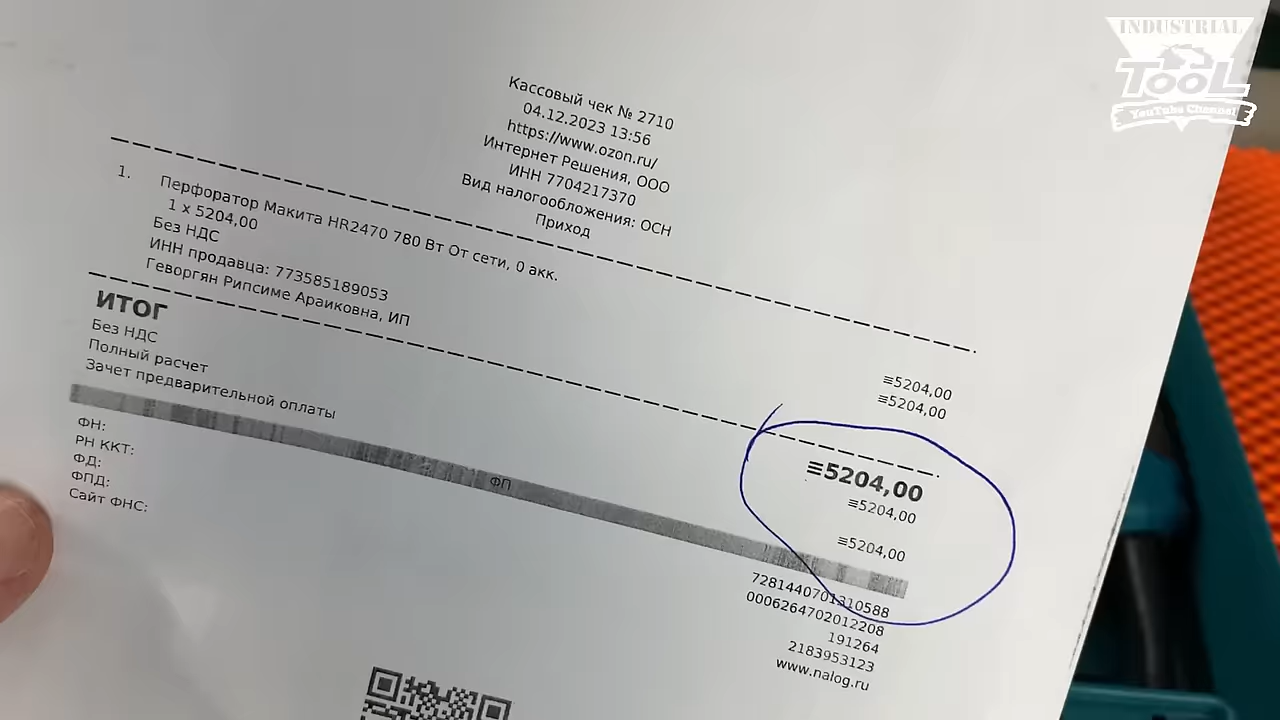 INDUSTRIAL
TOOL
YouTube Channel
Кассовый чек № 2710
04.12.2023 13:56
https://www.ozon.ru/
Интернет Решения, ООО
ИНН 7704217370
Вид налогообложения: ОСН
Приход
1. Перфоратор Макита HR2470 780 Вт От сети, 0 акк.
1 x 5204,00 ≡5204,00
Без НДС ≡5204,00
ИНН продавца: 773585189053
Геворгян Рипсиме Араиковна, ИП
ИТОГ ≡5204,00
Без НДС ≡5204,00
Полный расчет
Зачет предварительной оплаты ≡5204,00
ФП
ФН: 7281440701310588
РН ККТ: 0006264702012208
ФД: 191264
ФПД: 2183953123
Сайт ФНС: www.nalog.ru